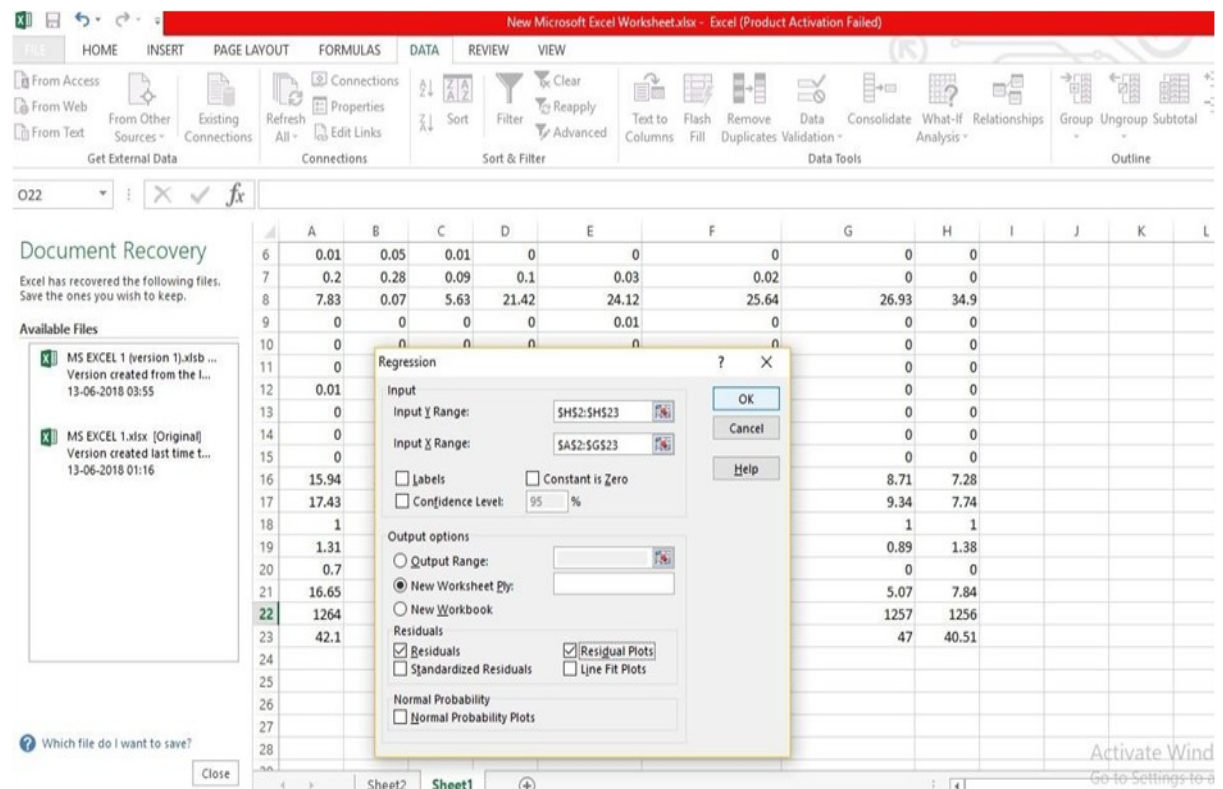 New Microsoft Excel Worksheet.xlsx - Excel (Product Activation Failed)
FILE HOME INSERT PAGE LAYOUT FORMULAS DATA REVIEW VIEW
From Access
From Web
From Text
From Other Sources
Existing Connections
Get External Data
Refresh All
Connections
Properties
Edit Links
Connections
Sort
Filter
Clear
Reapply
Advanced
Sort & Filter
Text to Columns
Flash Fill
Remove Duplicates
Data Validation
Consolidate
What-If Analysis
Relationships
Data Tools
Group
Ungroup
Subtotal
Outline
O22
fx
Document Recovery
Excel has recovered the following files.
Save the ones you wish to keep.
Available Files
MS EXCEL 1 (version 1).xlsb ...
Version created from the l...
13-06-2018 03:55
MS EXCEL 1.xlsx [Original]
Version created last time t...
13-06-2018 01:16
Which file do I want to save?
Close
A B C D E F G H I J K L
6 0.01 0.05 0.01 0 0 0 0 0
7 0.2 0.28 0.09 0.1 0.03 0.02 0 0
8 7.83 0.07 5.63 21.42 24.12 25.64 26.93 34.9
9 0 0 0 0 0.01 0 0 0
10 0 0 0 0 0 0 0 0
11 0 0 0
12 0.01 0 0
13 0 0 0
14 0 0 0
15 0 0 0
16 15.94 8.71 7.28
17 17.43 9.34 7.74
18 1 1 1
19 1.31 0.89 1.38
20 0.7 0 0
21 16.65 5.07 7.84
22 1264 1257 1256
23 42.1 47 40.51
24
25
26
27
28
Regression ? X
Input
Input Y Range: $H$2:$H$23
Input X Range: $A$2:$G$23
Labels Constant is Zero
Confidence Level: 95 %
OK
Cancel
Help
Output options
Output Range:
New Worksheet Ply:
New Workbook
Residuals
Residuals Residual Plots
Standardized Residuals Line Fit Plots
Normal Probability
Normal Probability Plots
Sheet2 Sheet1
Activate Wind
Go to Settings to a